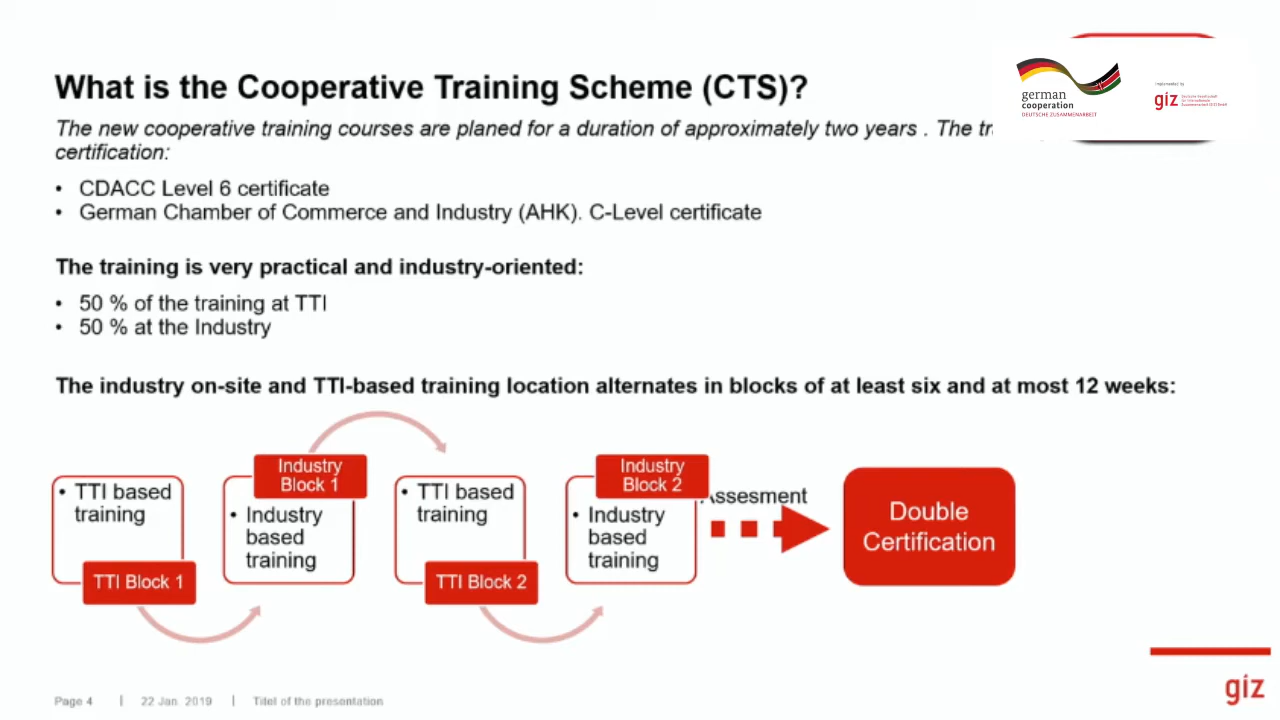 What is the Cooperative Training Scheme (CTS)?
german
cooperation
DEUTSCHE ZUSAMMENARBEIT
Implemented by
giz
The new cooperative training courses are planed for a duration of approximately two years . The
certification:
• CDACC Level 6 certificate
• German Chamber of Commerce and Industry (AHK). C-Level certificate
The training is very practical and industry-oriented:
• 50 % of the training at TTI
• 50 % at the Industry
The industry on-site and TTI-based training location alternates in blocks of at least six and at most 12 weeks:
• TTI based
training
TTI Block 1
Industry
Block 1
• Industry
based
training
• TTI based
training
TTI Block 2
Industry
Block 2
• Industry
based
training
Assesment
Double
Certification
Page 4 | 22 Jan. 2019 | Titel of the presentation
giz